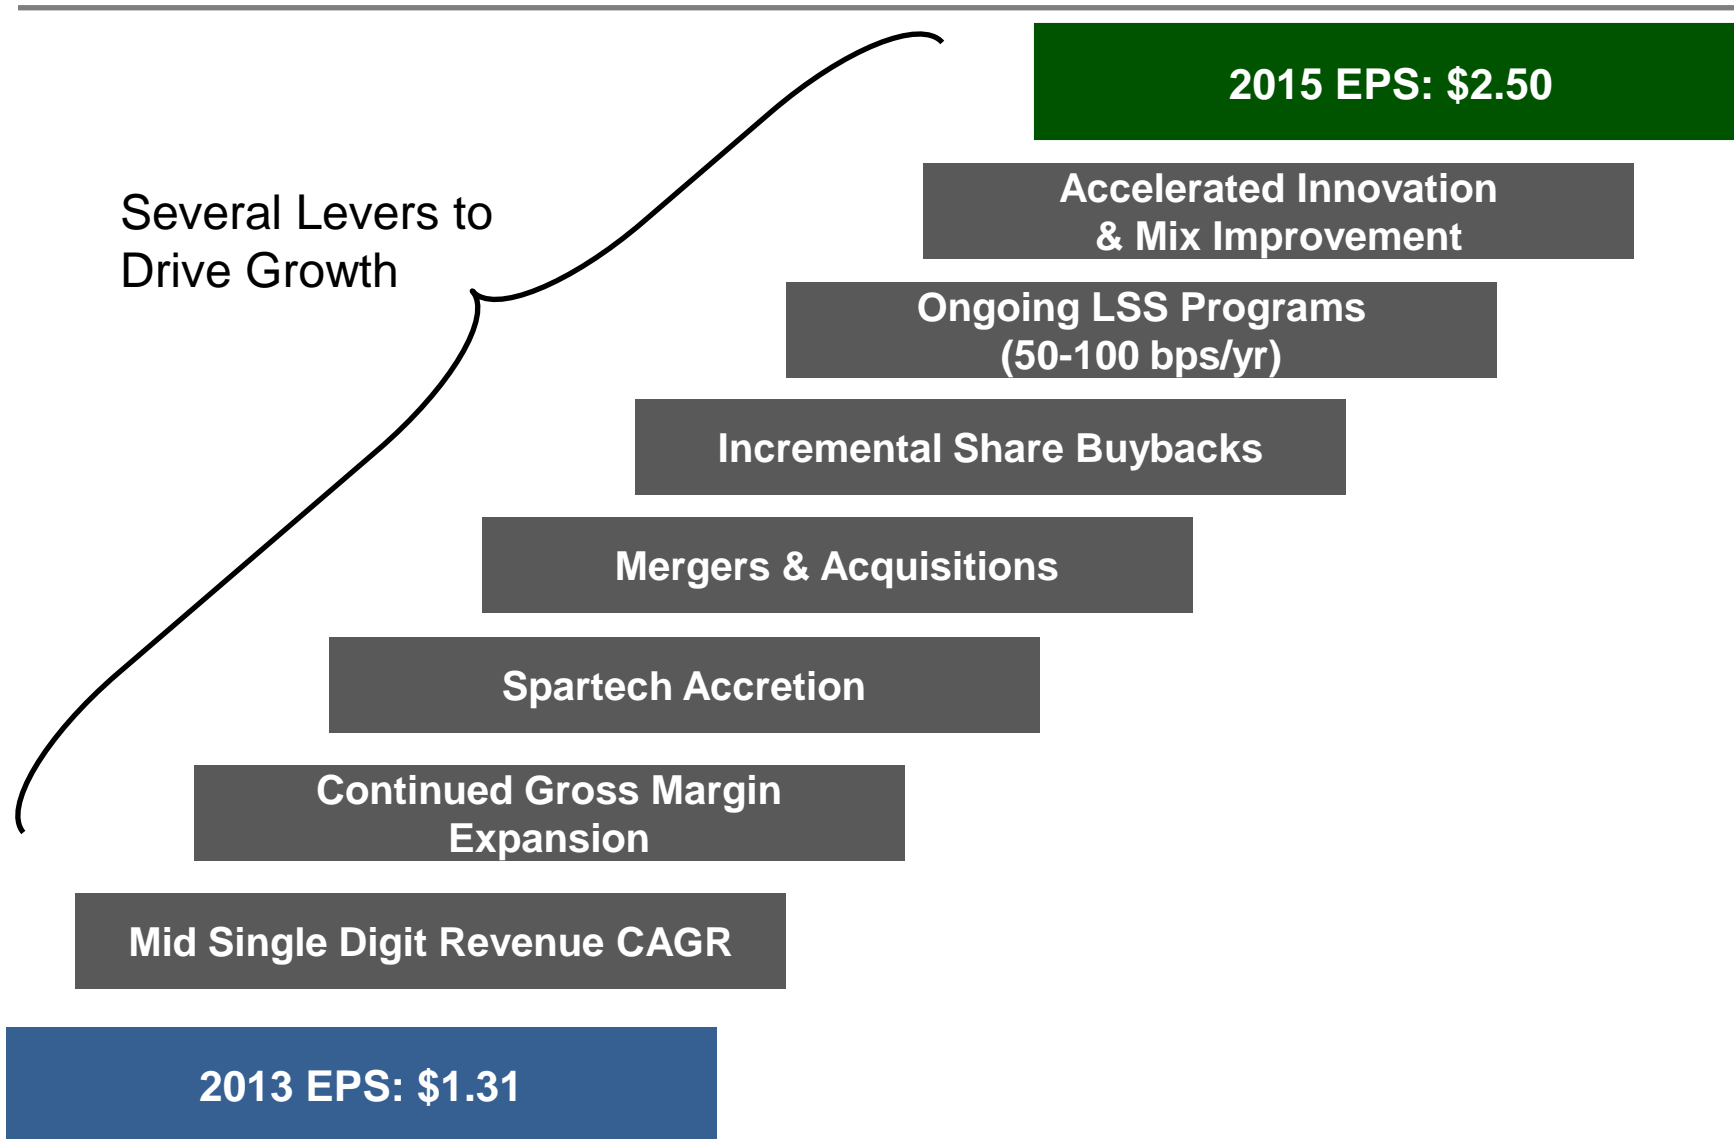 2015 EPS: $2.50
Several Levers to
Drive Growth
Accelerated Innovation
& Mix Improvement
Ongoing LSS Programs
(50-100 bps/yr)
Incremental Share Buybacks
Mergers & Acquisitions
Spartech Accretion
Continued Gross Margin
Expansion
Mid Single Digit Revenue CAGR
2013 EPS: $1.31